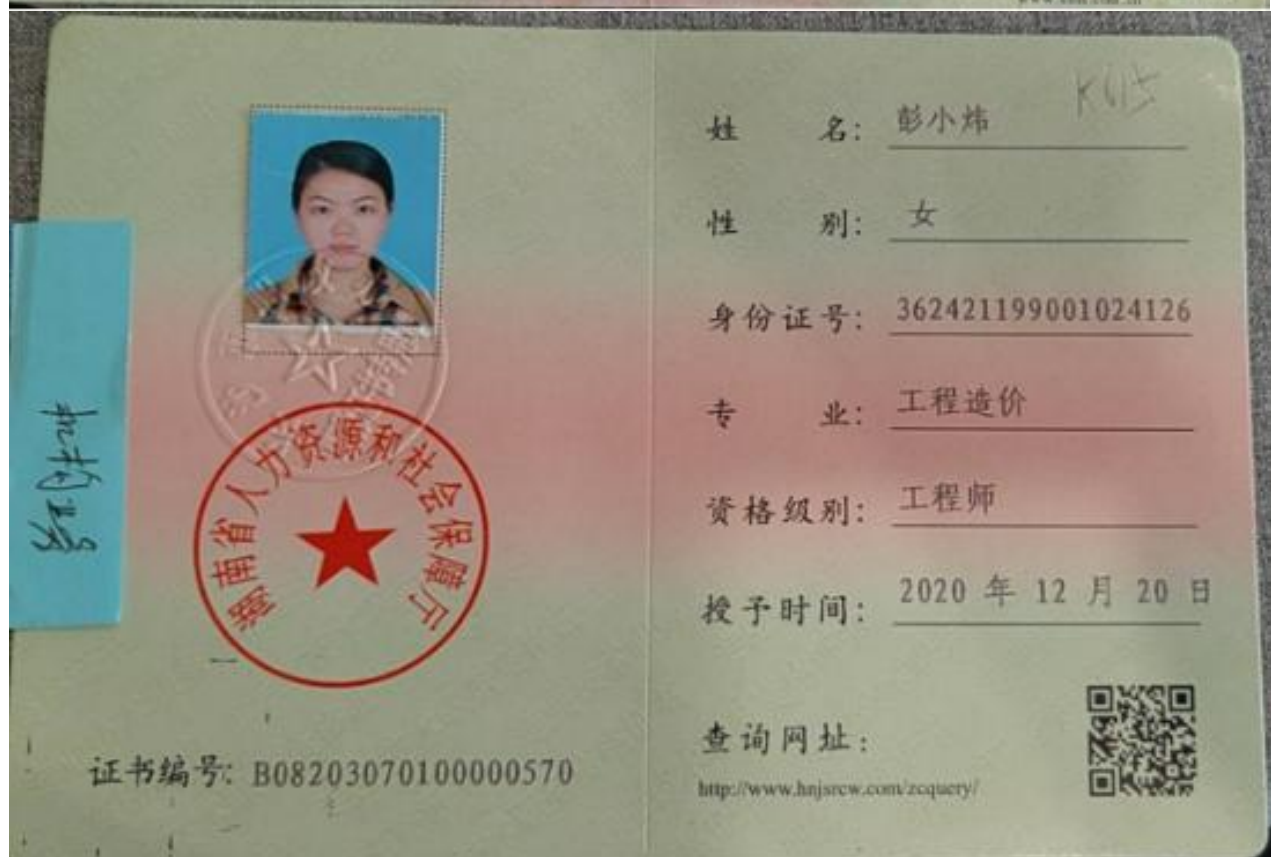 姓 名： 彭小炜
性 别： 女
身份证号： 362421199001024126
专 业： 工程造价
资格级别： 工程师
授予时间： 2020 年 12 月 20 日
查询网址：
http://www.hnjsrcw.com/zcquery/
湖南省人力资源和社会保障厅
证书编号： B08203070100000570